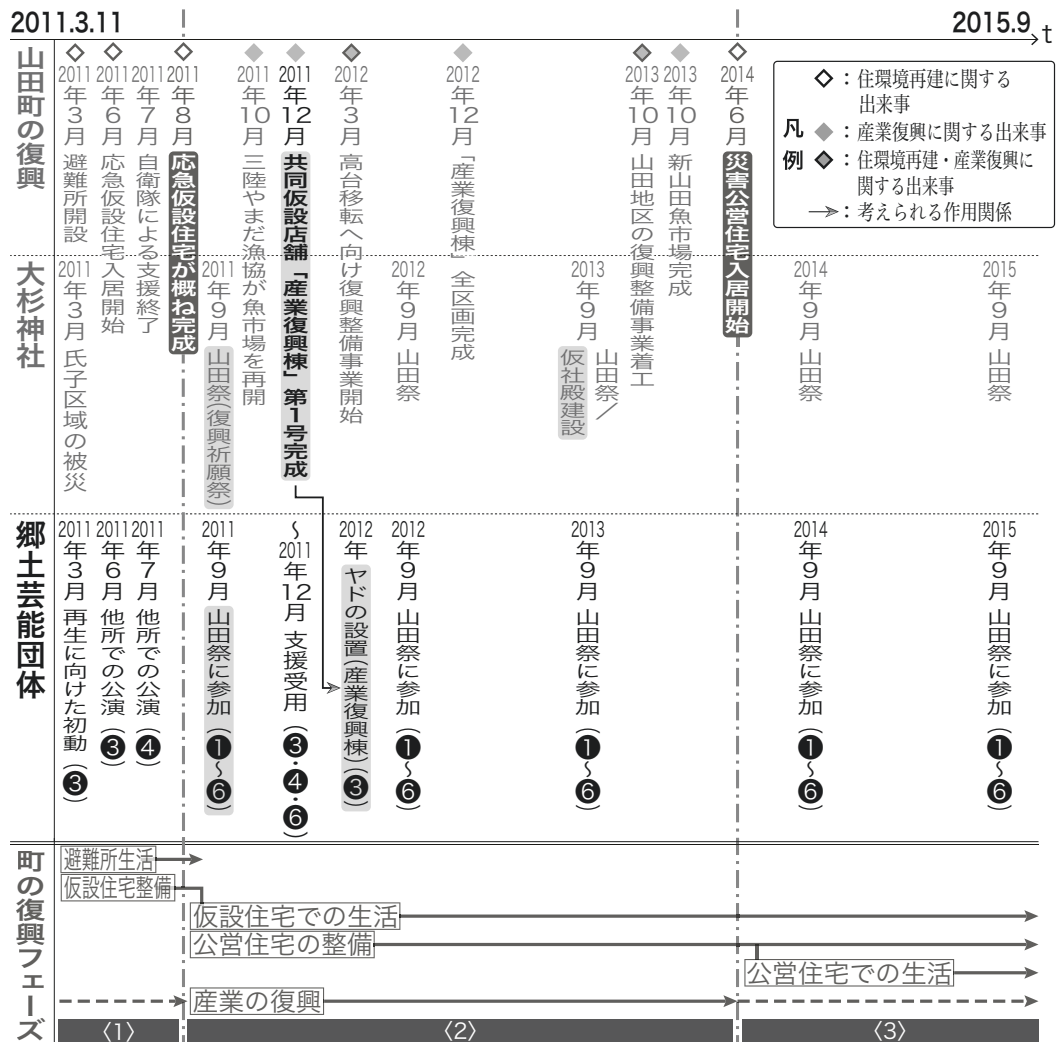 2011.3.11
2015.9
t
山田町の復興
2011年3月 避難所開設
2011年6月 応急仮設住宅入居開始
2011年7月 自衛隊による支援終了
2011年8月 応急仮設住宅が概ね完成
2011年10月 三陸やまだ漁協が魚市場を再開
2011年12月 共同仮設店舗「産業復興棟」第1号完成
2012年3月 高台移転へ向け復興整備事業開始
2012年12月 「産業復興棟」全区画完成
2013年10月 山田地区の復興整備事業着工
2013年10月 新山田魚市場完成
2014年6月 災害公営住宅入居開始
凡例
◇：住環境再建に関する
出来事
◆：産業復興に関する出来事
◈：住環境再建・産業復興に
関する出来事
→：考えられる作用関係
大杉神社
2011年3月 氏子区域の被災
2011年9月 山田祭(復興祈願祭)
2012年9月 山田祭
2013年9月 山田祭／
仮社殿建設
2014年9月 山田祭
2015年9月 山田祭
郷土芸能団体
2011年3月 再生に向けた初動(❸)
2011年6月 他所での公演(❸)
2011年7月 他所での公演(❹)
2011年9月 山田祭に参加(❶〜❻)
〜2011年12月 支援受用(❸・❹・❻)
2012年 ヤドの設置(産業復興棟)(❸)
2012年9月 山田祭に参加(❶〜❻)
2013年9月 山田祭に参加(❶〜❻)
2014年9月 山田祭に参加(❶〜❻)
2015年9月 山田祭に参加(❶〜❻)
町の復興フェーズ
避難所生活
仮設住宅整備
仮設住宅での生活
公営住宅の整備
公営住宅での生活
産業の復興
〈1〉
〈2〉
〈3〉